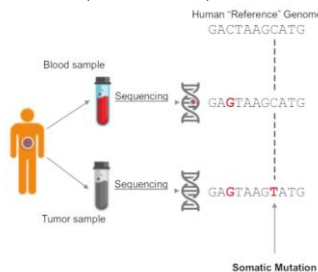 Human "Reference" Genome
GACTAAGCATG
Blood sample
Sequencing
GAGTAAGCATG
Sequencing
GAGTAAGTATG
Tumor sample
Somatic Mutation